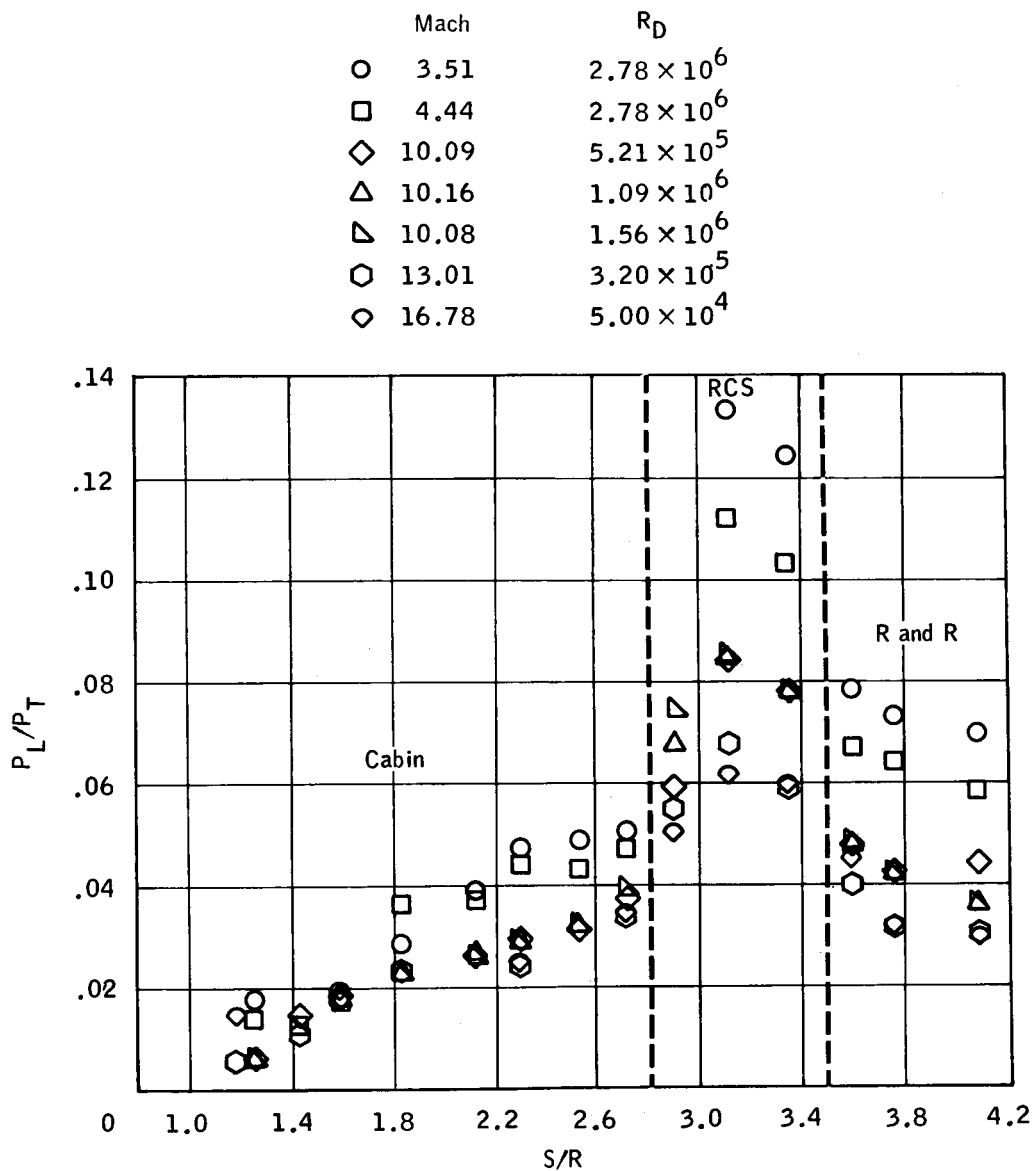 Mach R_D
3.51 2.78 × 10^6
4.44 2.78 × 10^6
10.09 5.21 × 10^5
10.16 1.09 × 10^6
10.08 1.56 × 10^6
13.01 3.20 × 10^5
16.78 5.00 × 10^4
.14
RCS
.12
.10
R and R
.08
P_L/P_T
Cabin
.06
.04
.02
0 1.0 1.4 1.8 2.2 2.6 3.0 3.4 3.8 4.2
S/R